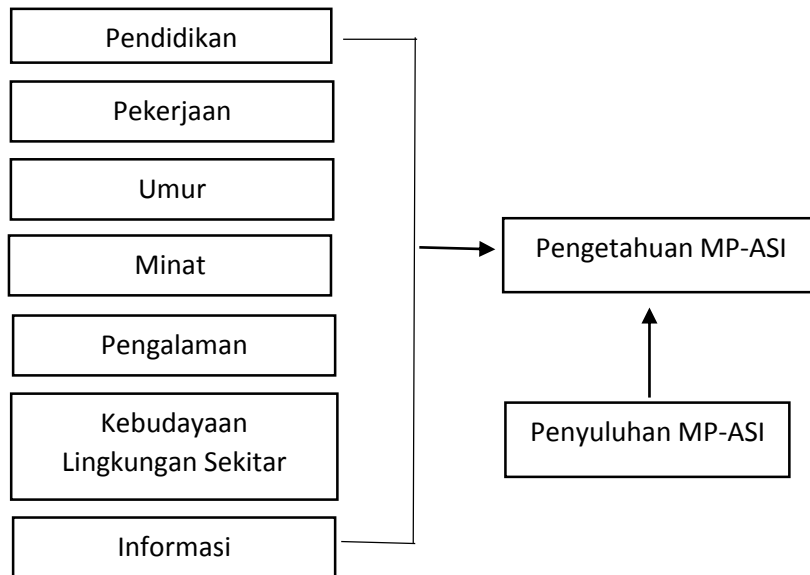 Pendidikan
Pekerjaan
Umur
Minat
Pengalaman
Kebudayaan
Lingkungan Sekitar
Informasi
Pengetahuan MP-ASI
Penyuluhan MP-ASI